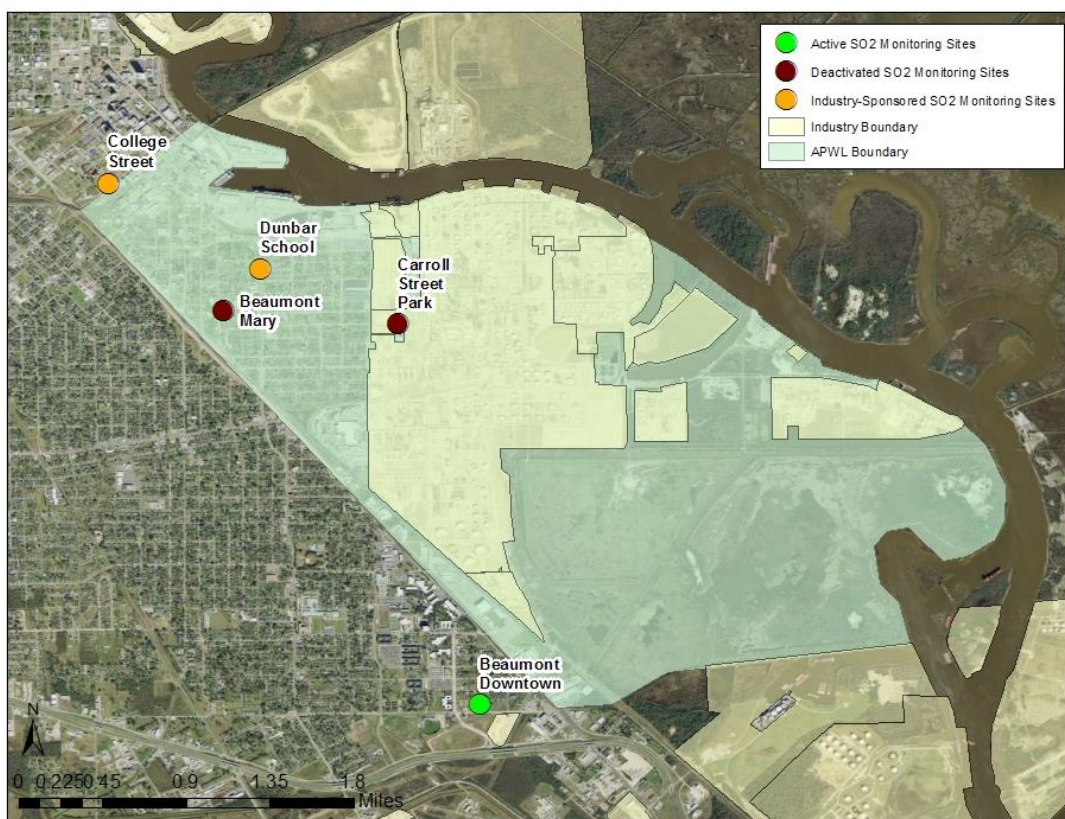 Active SO2 Monitoring Sites
Deactivated SO2 Monitoring Sites
Industry-Sponsored SO2 Monitoring Sites
Industry Boundary
APWL Boundary
College
Street
Dunbar
School
Beaumont
Mary
Carroll
Street
Park
Beaumont
Downtown
N
0 0.225 0.45 0.9 1.35 1.8
Miles